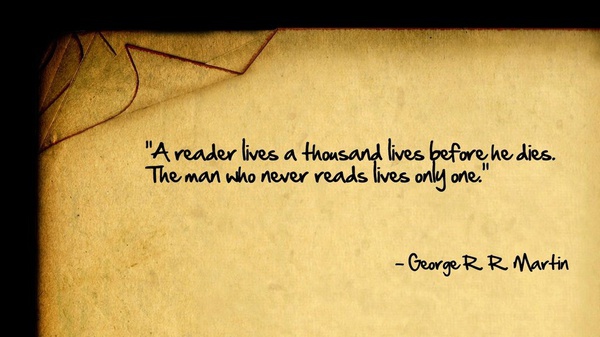 "A reader lives a thousand lives before he dies.
The man who never reads lives only one."
- George R. R. Martin